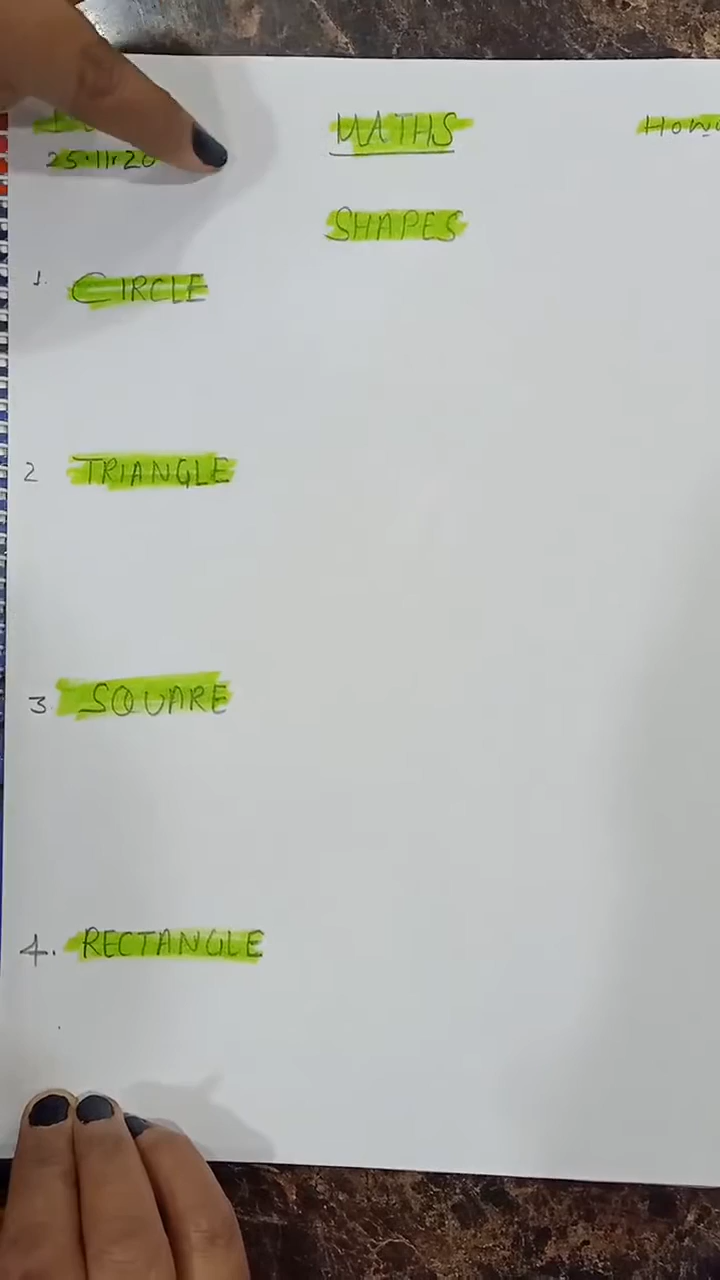 MATHS
25.11.20
SHAPES
1. CIRCLE
2 TRIANGLE
3 SQUARE
4. RECTANGLE